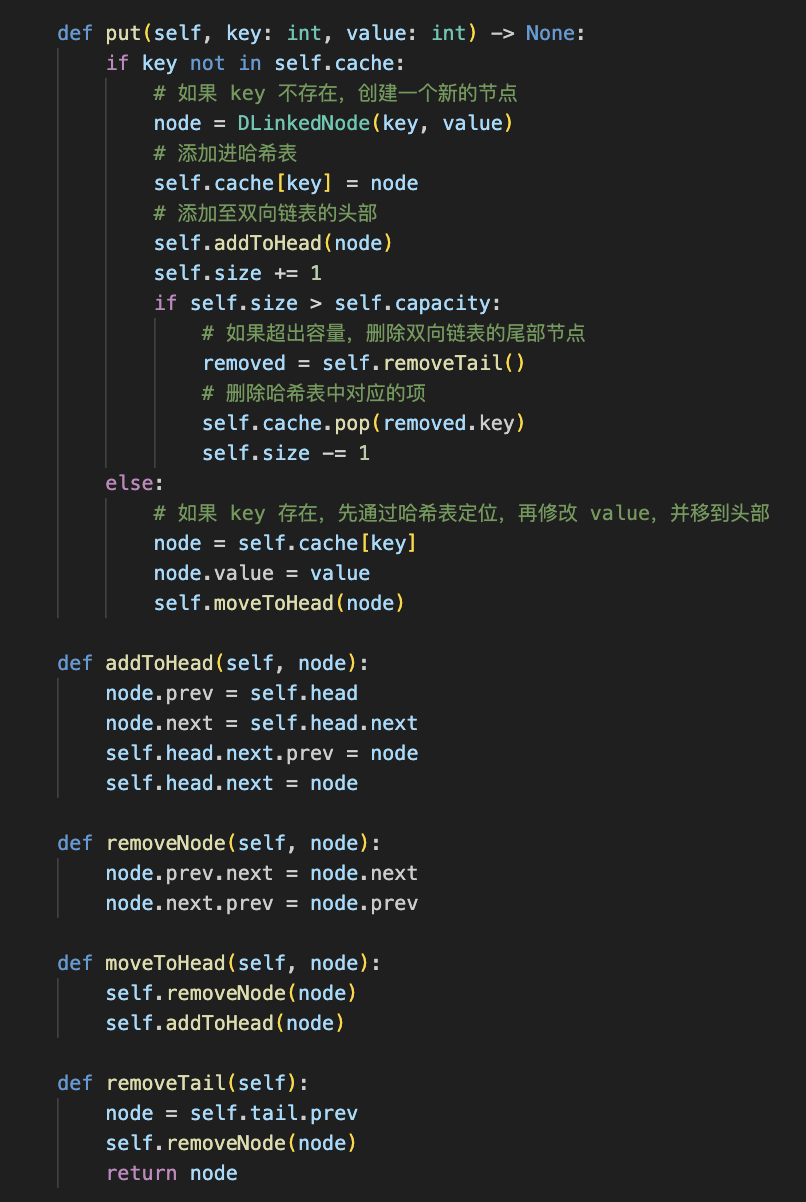 def put(self, key: int, value: int) -> None:
    if key not in self.cache:
        # 如果 key 不存在，创建一个新的节点
        node = DLinkedNode(key, value)
        # 添加进哈希表
        self.cache[key] = node
        # 添加至双向链表的头部
        self.addToHead(node)
        self.size += 1
        if self.size > self.capacity:
            # 如果超出容量，删除双向链表的尾部节点
            removed = self.removeTail()
            # 删除哈希表中对应的项
            self.cache.pop(removed.key)
            self.size -= 1
    else:
        # 如果 key 存在，先通过哈希表定位，再修改 value，并移到头部
        node = self.cache[key]
        node.value = value
        self.moveToHead(node)

def addToHead(self, node):
    node.prev = self.head
    node.next = self.head.next
    self.head.next.prev = node
    self.head.next = node

def removeNode(self, node):
    node.prev.next = node.next
    node.next.prev = node.prev

def moveToHead(self, node):
    self.removeNode(node)
    self.addToHead(node)

def removeTail(self):
    node = self.tail.prev
    self.removeNode(node)
    return node